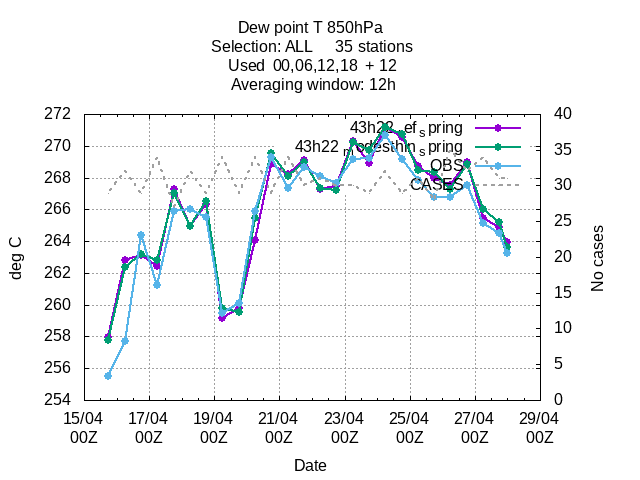 Dew point T 850hPa
Selection: ALL 35 stations
Used 00,06,12,18 + 12
Averaging window: 12h
272 40
43h22_ef_spring
270 35
268
OBS
CASES
30
266
25
264
20
262
15
260
10
258
5
256
254 0
deg C
No cases
15/04 17/04 19/04 21/04 23/04 25/04 27/04 29/04
00Z 00Z 00Z 00Z 00Z 00Z 00Z 00Z
Date